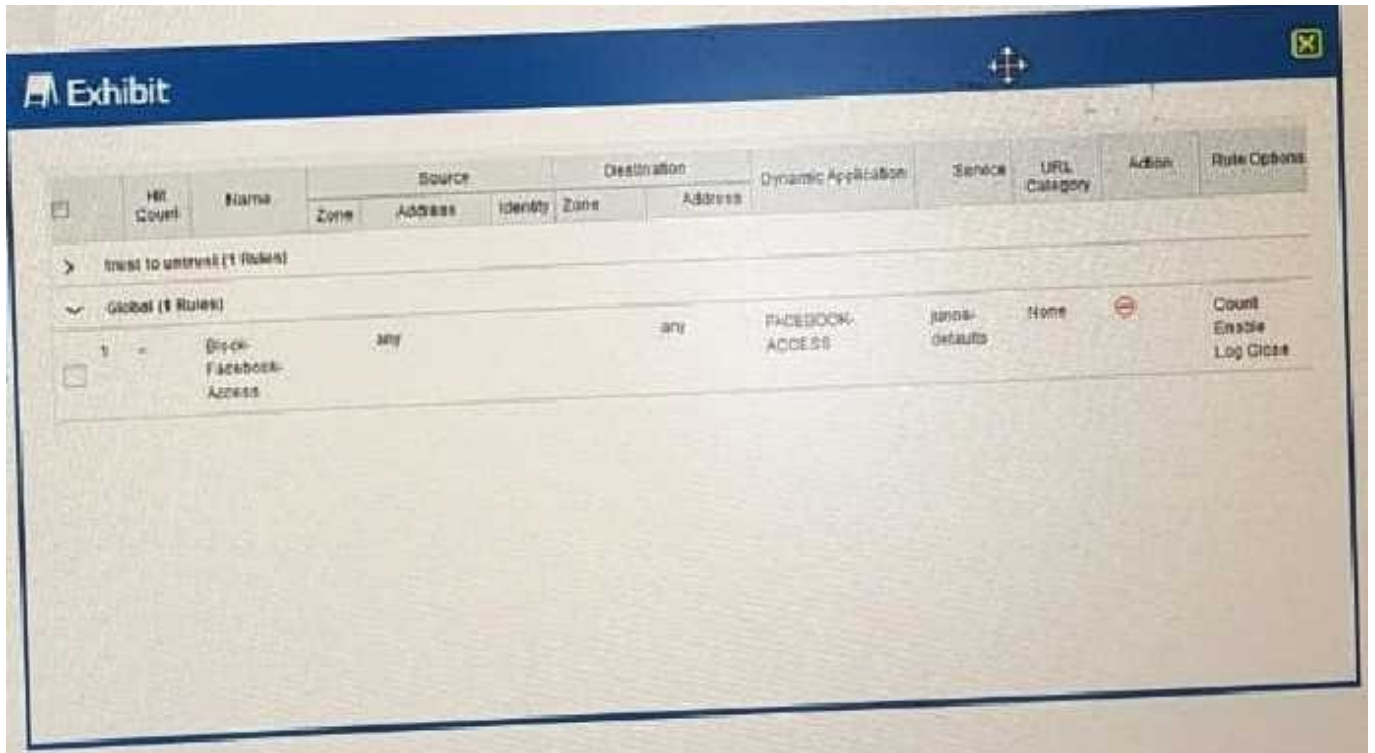 Exhibit
Source Destination
Hit Count Name Zone Address Identity Zone Address Dynamic Application Service URL Category Action Rule Options
trust to untrust (1 Rules)
Global (1 Rules)
1 Block- any any FACEBOOK- junos- None Count
Facebook- ACCESS defaults Enable
Access Log Close